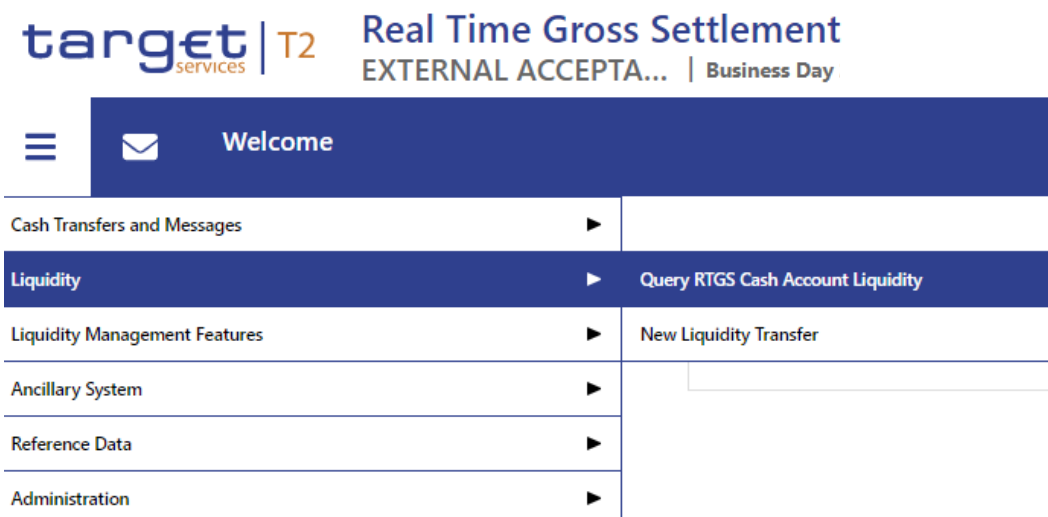 target services | T2
Real Time Gross Settlement
EXTERNAL ACCEPTA... | Business Day
Welcome
Cash Transfers and Messages
Liquidity
Query RTGS Cash Account Liquidity
Liquidity Management Features
New Liquidity Transfer
Ancillary System
Reference Data
Administration